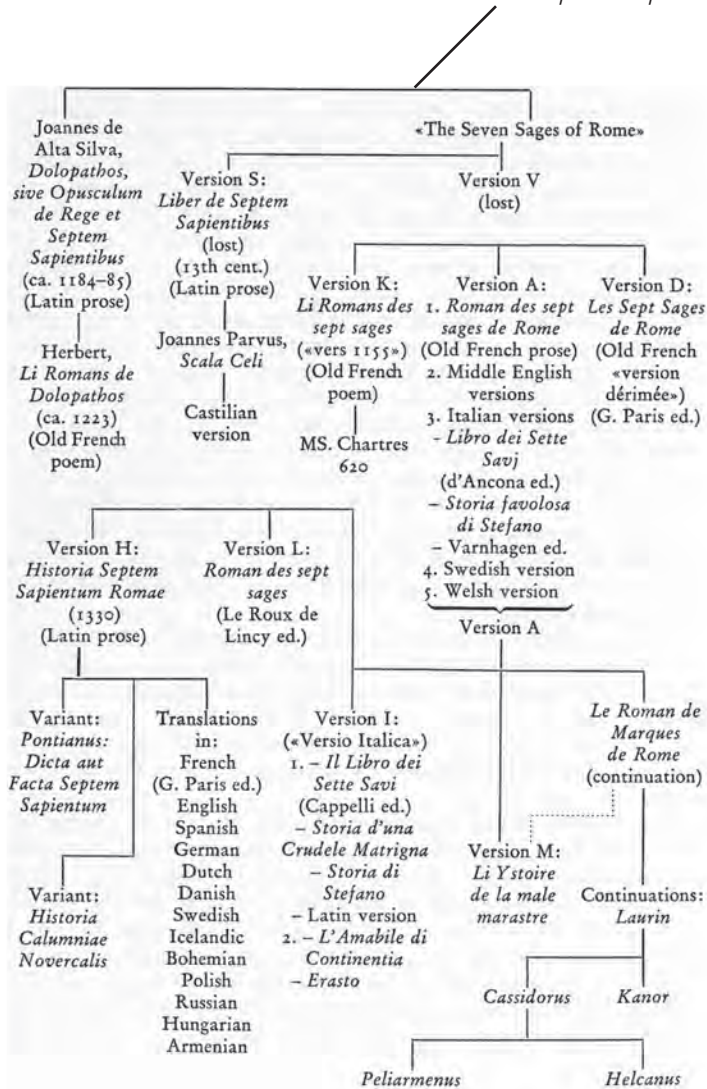 Joannes de
Alta Silva,
Dolopathos,
sive Opusculum
de Rege et
Septem
Sapientibus
(ca. 1184–85)
(Latin prose)
Herbert,
Li Romans de
Dolopathos
(ca. 1223)
(Old French
poem)
«The Seven Sages of Rome»
Version S:
Liber de Septem
Sapientibus
(lost)
(13th cent.)
(Latin prose)
Joannes Parvus,
Scala Celi
Castilian
version
Version V
(lost)
Version K:
Li Romans des
sept sages
(«vers 1155»)
(Old French
poem)
MS. Chartres
620
Version A:
1. Roman des sept
sages de Rome
(Old French prose)
2. Middle English
versions
3. Italian versions
- Libro dei Sette
Savj
(d'Ancona ed.)
– Storia favolosa
di Stefano
– Varnhagen ed.
4. Swedish version
5. Welsh version
Version A
Version D:
Les Sept Sages
de Rome
(Old French
«version
dérimée»)
(G. Paris ed.)
Version H:
Historia Septem
Sapientum Romae
(1330)
(Latin prose)
Version L:
Roman des sept
sages
(Le Roux de
Lincy ed.)
Variant:
Pontianus:
Dicta aut
Facta Septem
Sapientum
Variant:
Historia
Calumniae
Novercalis
Translations
in:
French
(G. Paris ed.)
English
Spanish
German
Dutch
Danish
Swedish
Icelandic
Bohemian
Polish
Russian
Hungarian
Armenian
Version I:
(«Versio Italica»)
1. – Il Libro dei
Sette Savi
(Cappelli ed.)
– Storia d'una
Crudele Matrigna
– Storia di
Stefano
– Latin version
2. – L'Amabile di
Continentia
– Erasto
Version M:
Li Ystoire
de la male
marastre
Le Roman de
Marques
de Rome
(continuation)
Continuations:
Laurin
Cassidorus
Kanor
Peliarmenus
Helcanus